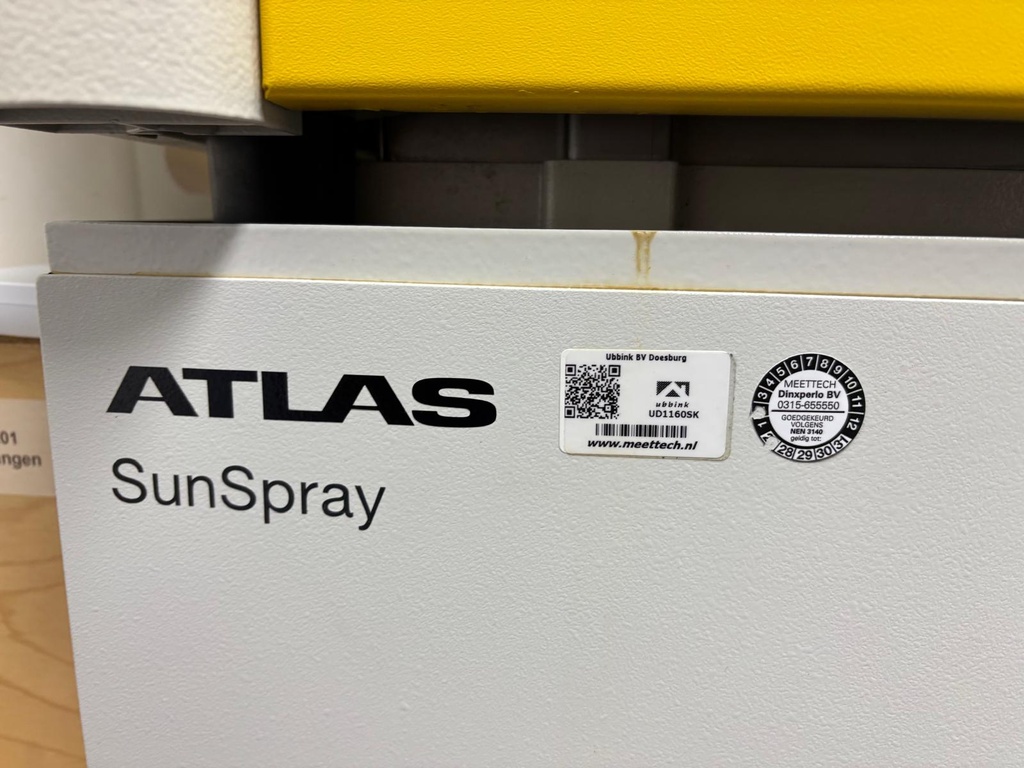 ATLAS
SunSpray
Ubbink BV Doesburg
ubbink
UD1160SK
www.meettech.nl
1 2 3 4 5 6 7 8 9 10 11 12
MEETTECH
Dinxperlo BV
0315-655550
GOEDGEKEURD
VOLGENS
NEN 3140
geldig tot:
28 29 30 31
01
ngen